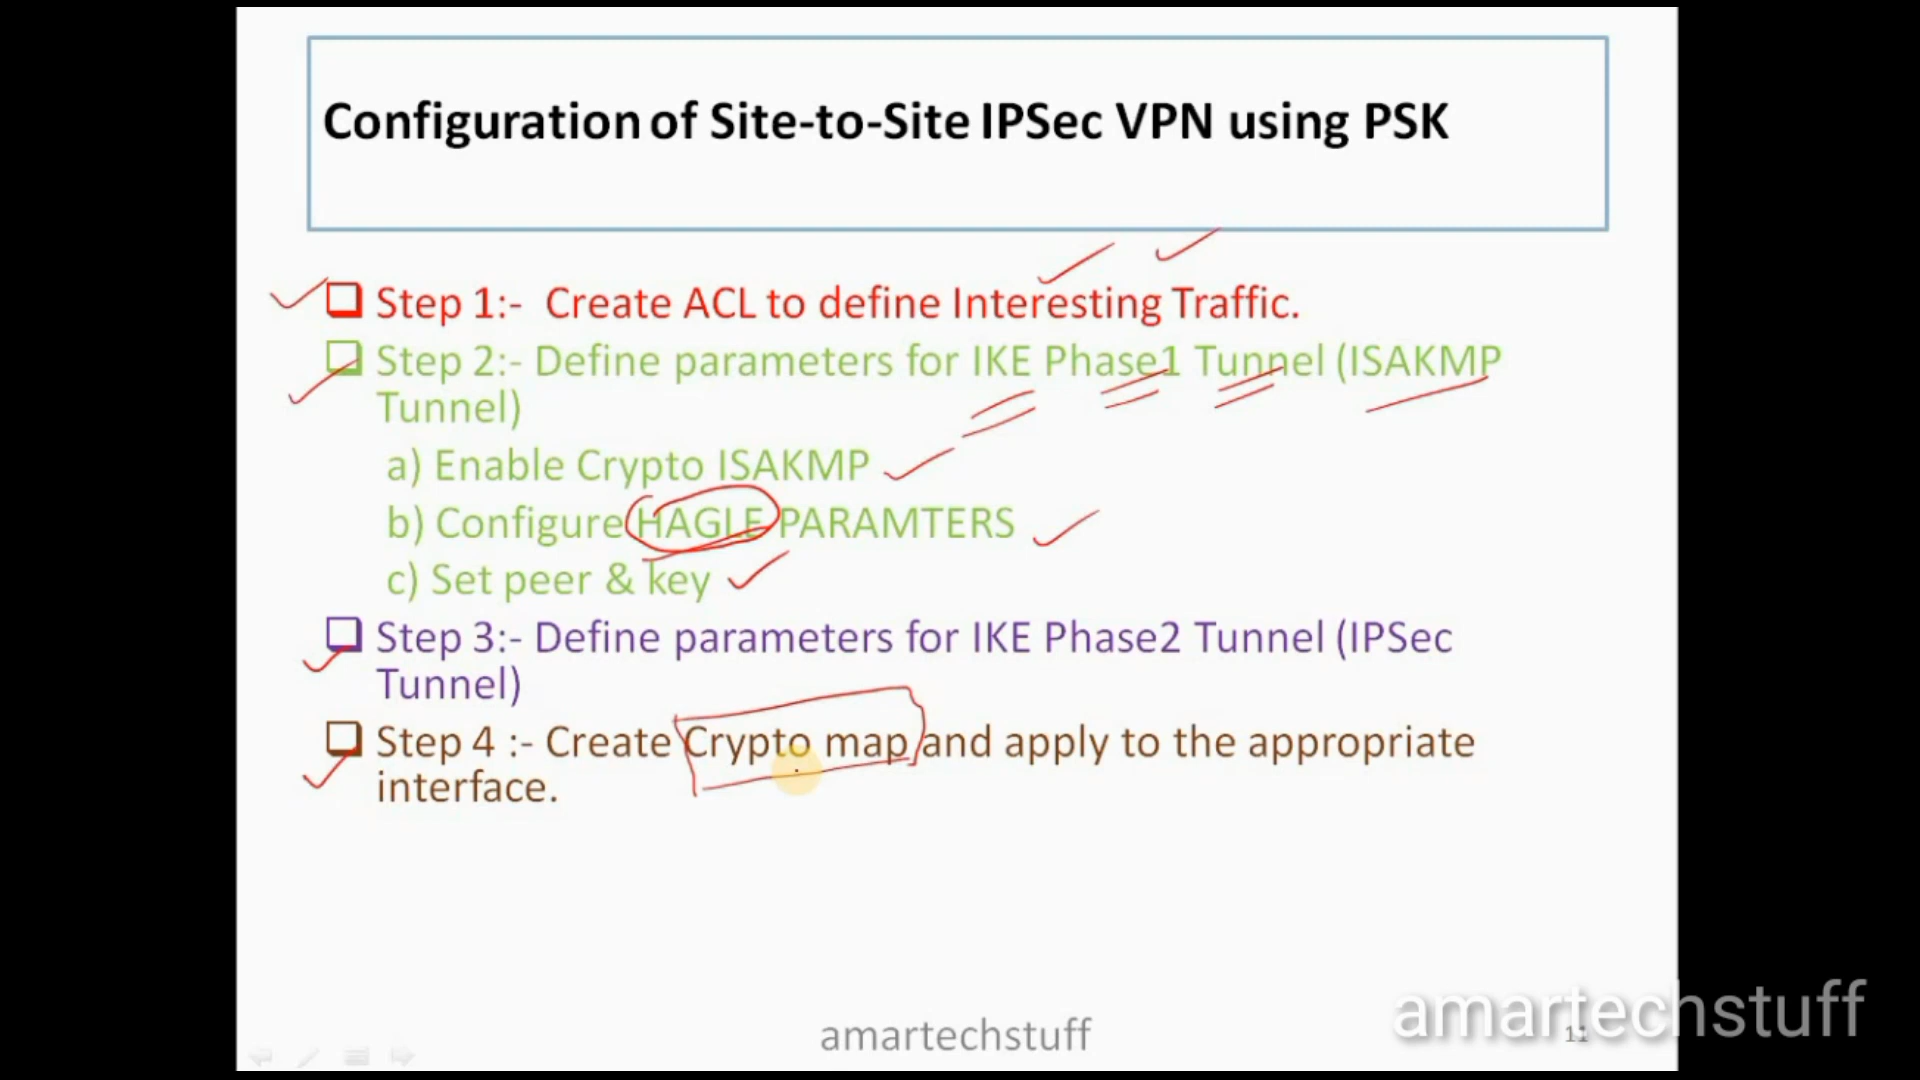 Configuration of Site-to-Site IPSec VPN using PSK
Step 1:- Create ACL to define Interesting Traffic.
Step 2:- Define parameters for IKE Phase1 Tunnel (ISAKMP
Tunnel)
a) Enable Crypto ISAKMP
b) Configure HAGLE PARAMTERS
c) Set peer & key
Step 3:- Define parameters for IKE Phase2 Tunnel (IPSec
Tunnel)
Step 4 :- Create Crypto map and apply to the appropriate
interface.
amartechstuff
11
amartechstuff